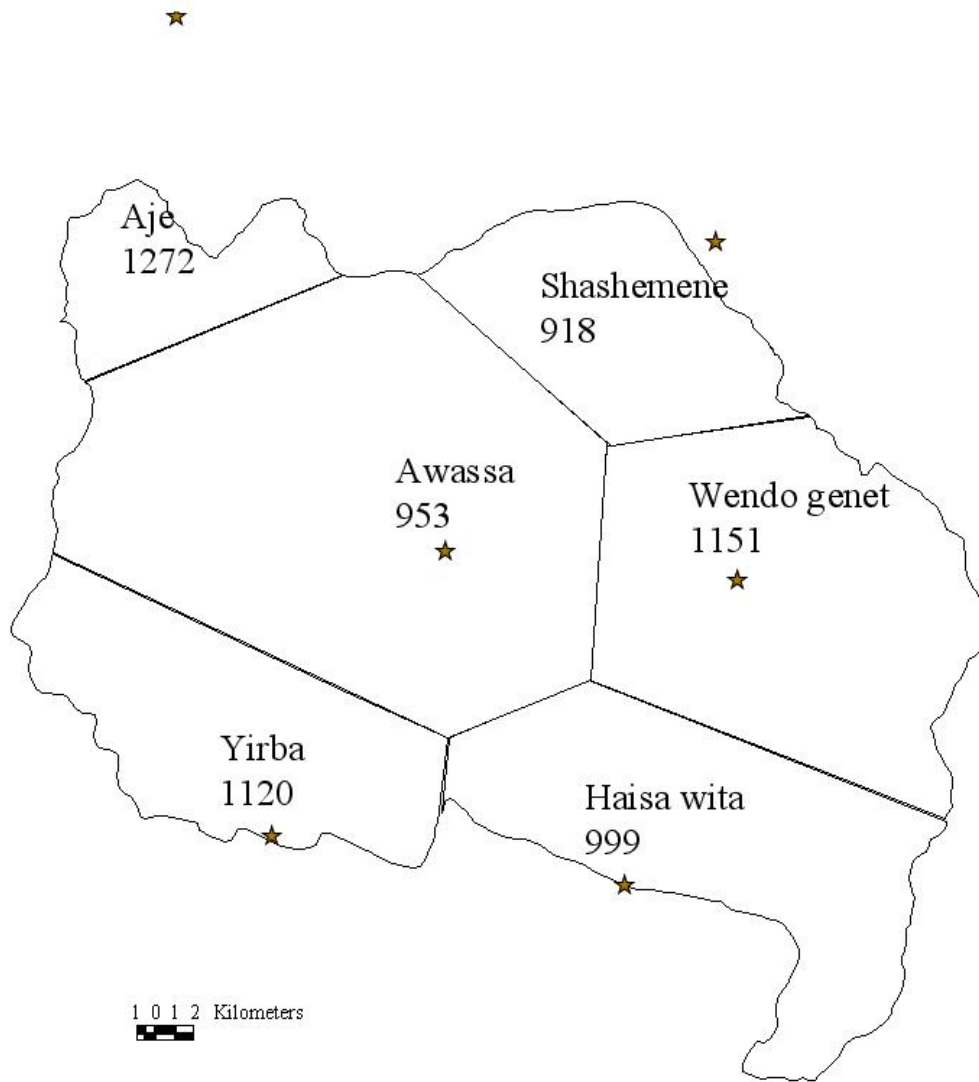 Aje
1272
Shashemene
918
Awassa
953
Wendo genet
1151
Yirba
1120
Haisa wita
999
1 0 1 2 Kilometers